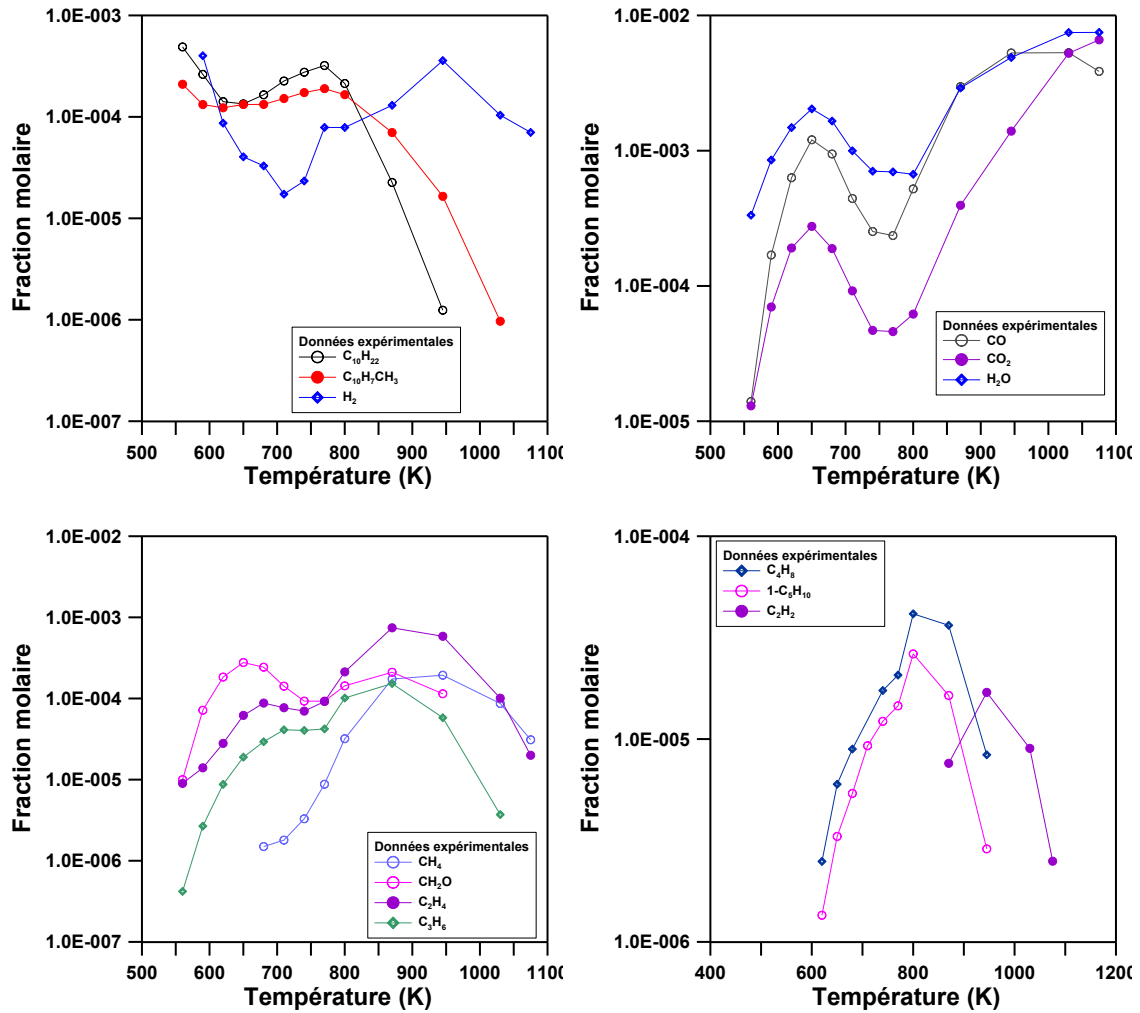 1.0E-003
1.0E-004
1.0E-005
1.0E-006
1.0E-007
Fraction molaire
500 600 700 800 900 1000 1100
Température (K)
Données expérimentales
C₁₀H₂₂
C₁₀H₇CH₃
H₂
1.0E-002
1.0E-003
1.0E-004
1.0E-005
Fraction molaire
500 600 700 800 900 1000 1100
Température (K)
Données expérimentales
CO
CO₂
H₂O
1.0E-002
1.0E-003
1.0E-004
1.0E-005
1.0E-006
1.0E-007
Fraction molaire
500 600 700 800 900 1000 110
Température (K)
Données expérimentales
CH₄
CH₂O
C₂H₄
C₃H₆
1.0E-004
1.0E-005
1.0E-006
Fraction molaire
400 600 800 1000 1200
Température (K)
Données expérimentales
C₄H₈
1-C₅H₁₀
C₂H₂